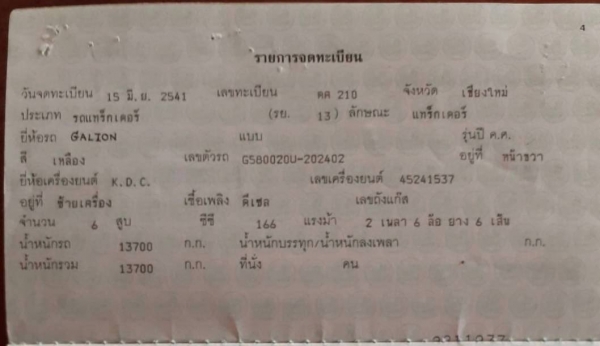 4
รายการจดทะเบียน
วันจดทะเบียน 15 มิ.ย. 2541 เลขทะเบียน ตค 210 จังหวัด เชียงใหม่
ประเภท รถแทร็กเตอร์ (รย. 13) ลักษณะ แทร็กเตอร์
ยี่ห้อรถ GALION แบบ รุ่นปี ค.ศ.
สี เหลือง เลขตัวรถ G580020U-202402 อยู่ที่ หน้าขวา
ยี่ห้อเครื่องยนต์ K.D.C. เลขเครื่องยนต์ 45241537
อยู่ที่ ซ้ายเครื่อง เชื้อเพลิง ดีเซล เลขถังแก๊ส
จำนวน 6 สูบ ซีซี 166 แรงม้า 2 เพลา 6 ล้อ ยาง 6 เส้น
น้ำหนักรถ 13700 ก.ก. น้ำหนักบรรทุก/น้ำหนักลงเพลา ก.ก.
น้ำหนักรวม 13700 ก.ก. ที่นั่ง คน